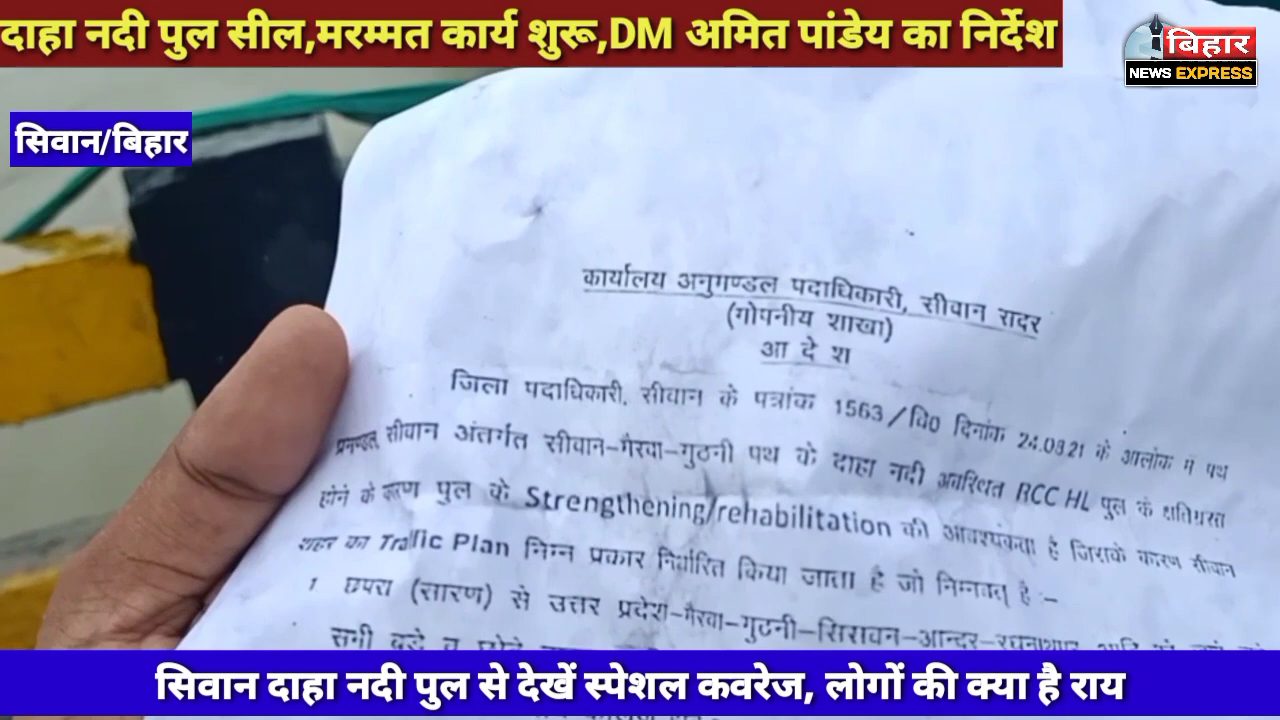 दाहा नदी पुल सील,मरम्मत कार्य शुरू,DM अमित पांडेय का निर्देश
बिहार
NEWS EXPRESS
सिवान/बिहार
कार्यालय अनुमण्डल पदाधिकारी, सीवान सदर
(गोपनीय शाखा)
आ दे श
जिला पदाधिकारी, सीवान के पत्रांक 1563/वि0 दिनांक 24.08.21 के आलोक में पथ
प्रमण्डल, सीवान अंतर्गत सीवान-मैरवा-गुठनी पथ के दाहा नदी अवस्थित RCC HL पुल के क्षतिग्रस्त
होने के कारण पुल के Strengthening/rehabilitation की आवश्यकता है जिसके कारण सीवान
शहर का Traffic Plan निम्न प्रकार निर्धारित किया जाता है जो निम्नवत् है :-
1 छपरा (सारण) से उत्तर प्रदेश-मैरवा-गुठनी-सिसवन-आन्दर-रघुनाथपुर
सभी बड़े व छोटे
सिवान दाहा नदी पुल से देखें स्पेशल कवरेज, लोगों की क्या है राय